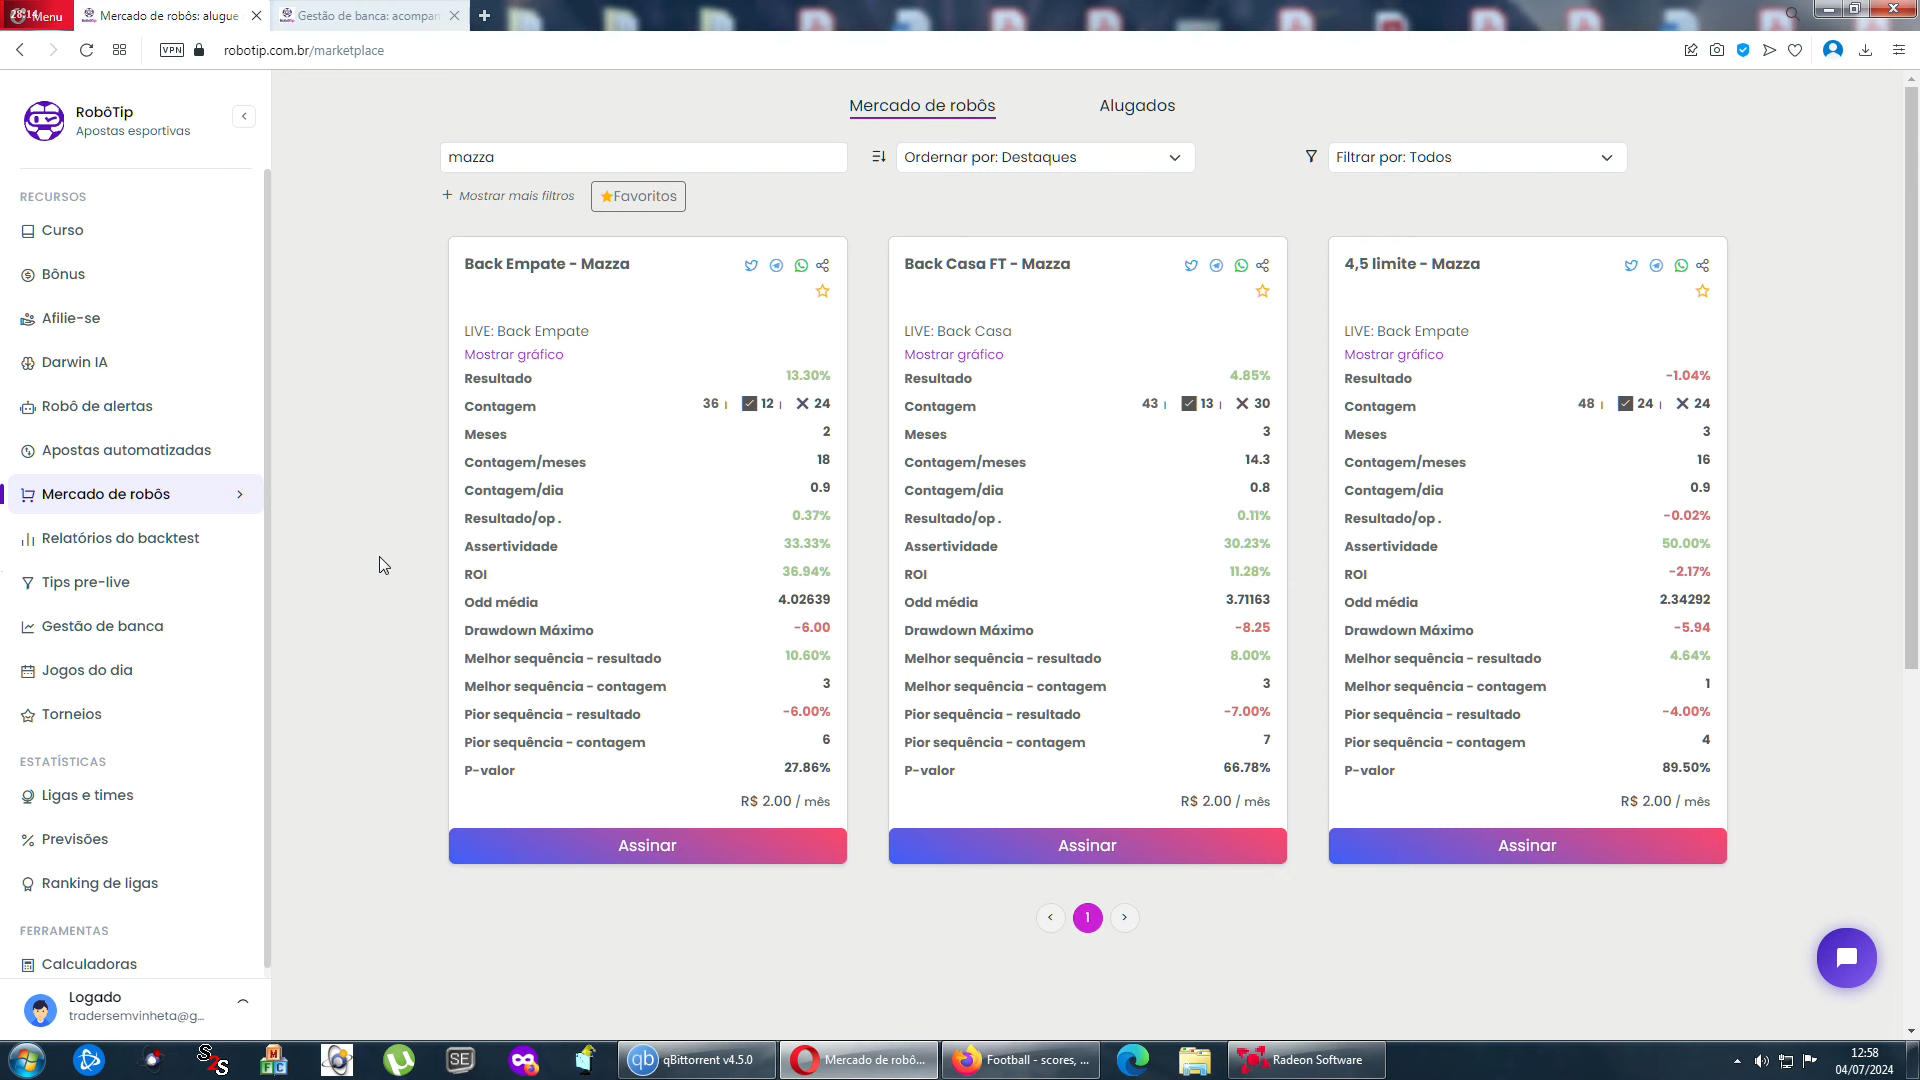 Menu
Mercado de robôs: alugue
Gestão de banca: acompan
VPN
robotip.com.br/marketplace
RobôTip
Apostas esportivas
RECURSOS
Curso
Bônus
Afilie-se
Darwin IA
Robô de alertas
Apostas automatizadas
Mercado de robôs
Relatórios do backtest
Tips pre-live
Gestão de banca
Jogos do dia
Torneios
ESTATÍSTICAS
Ligas e times
Previsões
Ranking de ligas
FERRAMENTAS
Calculadoras
Logado
tradersemvinheta@g...
Mercado de robôs
Alugados
mazza
Ordernar por: Destaques
Filtrar por: Todos
+ Mostrar mais filtros
Favoritos
Back Empate - Mazza
LIVE: Back Empate
Mostrar gráfico
Resultado 13.30%
Contagem 36 12 24
Meses 2
Contagem/meses 18
Contagem/dia 0.9
Resultado/op. 0.37%
Assertividade 33.33%
ROI 36.94%
Odd média 4.02639
Drawdown Máximo -6.00
Melhor sequência - resultado 10.60%
Melhor sequência - contagem 3
Pior sequência - resultado -6.00%
Pior sequência - contagem 6
P-valor 27.86%
R$ 2.00 / mês
Assinar
Back Casa FT - Mazza
LIVE: Back Casa
Mostrar gráfico
Resultado 4.85%
Contagem 43 13 30
Meses 3
Contagem/meses 14.3
Contagem/dia 0.8
Resultado/op. 0.11%
Assertividade 30.23%
ROI 11.28%
Odd média 3.71163
Drawdown Máximo -8.25
Melhor sequência - resultado 8.00%
Melhor sequência - contagem 3
Pior sequência - resultado -7.00%
Pior sequência - contagem 7
P-valor 66.78%
R$ 2.00 / mês
Assinar
4,5 limite - Mazza
LIVE: Back Empate
Mostrar gráfico
Resultado -1.04%
Contagem 48 24 24
Meses 3
Contagem/meses 16
Contagem/dia 0.9
Resultado/op. -0.02%
Assertividade 50.00%
ROI -2.17%
Odd média 2.34292
Drawdown Máximo -5.94
Melhor sequência - resultado 4.64%
Melhor sequência - contagem 1
Pior sequência - resultado -4.00%
Pior sequência - contagem 4
P-valor 89.50%
R$ 2.00 / mês
Assinar
< 1 >
qBittorrent v4.5.0
Mercado de robô...
Football - scores, ...
Radeon Software
12:58
04/07/2024